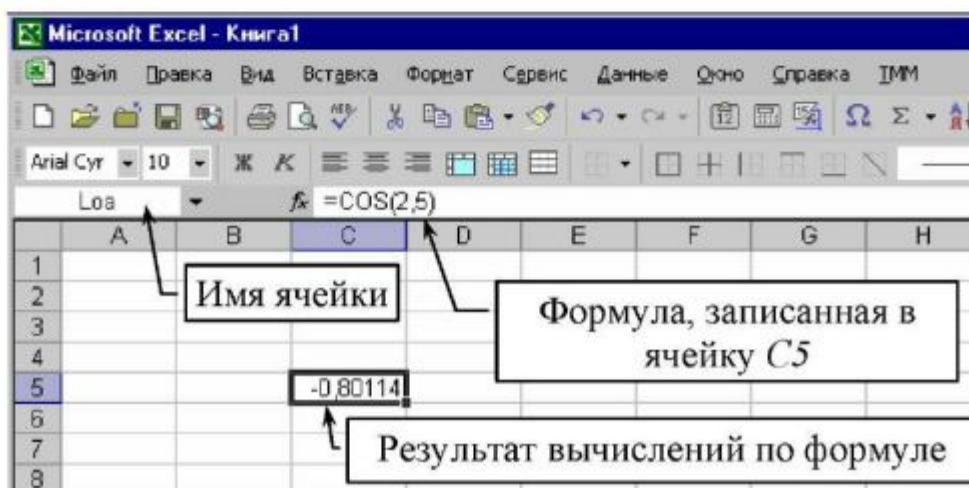 Microsoft Excel - Книга1
Файл Правка Вид Вставка Формат Сервис Данные Окно Справка ТММ
Arial Cyr 10 Ж К
Loa =COS(2,5)
A B C D E F G H
1
2
Имя ячейки
3
Формула, записанная в
4
ячейку C5
5 -0,80114
6
7
Результат вычислений по формуле
8